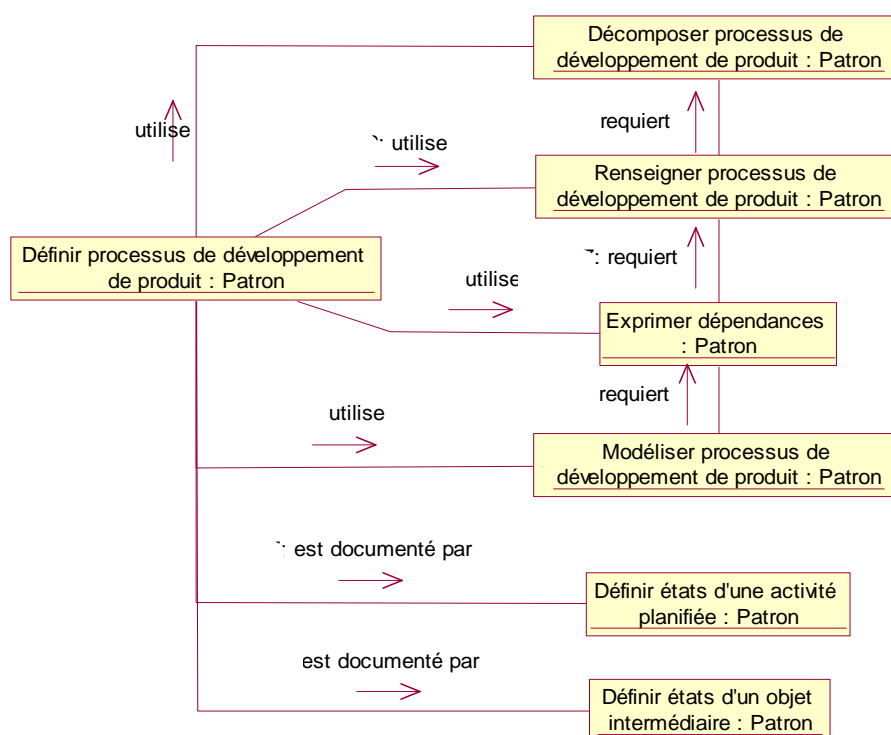 Décomposer processus de
développement de produit : Patron
requiert
utilise
: utilise
Renseigner processus de
développement de produit : Patron
Définir processus de développement
de produit : Patron
: requiert
utilise
Exprimer dépendances
: Patron
requiert
utilise
Modéliser processus de
développement de produit : Patron
: est documenté par
Définir états d'une activité
planifiée : Patron
est documenté par
Définir états d'un objet
intermédiaire : Patron